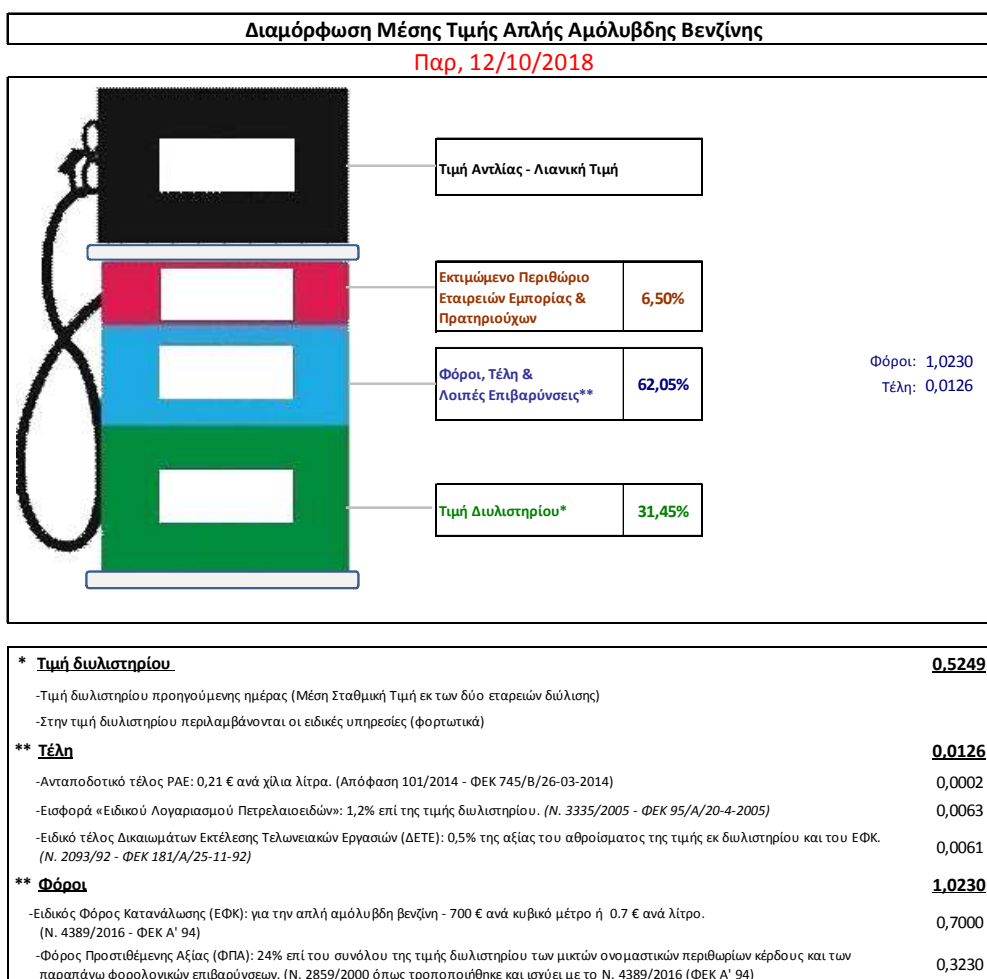 Διαμόρφωση Μέσης Τιμής Απλής Αμόλυβδης Βενζίνης
Παρ, 12/10/2018
Τιμή Αντλίας - Λιανική Τιμή
Εκτιμώμενο Περιθώριο
Εταιρειών Εμπορίας &
Πρατηριούχων
6,50%
Φόροι, Τέλη &
Λοιπές Επιβαρύνσεις**
62,05%
Φόροι: 1,0230
Τέλη: 0,0126
Τιμή Διυλιστηρίου*
31,45%
* Τιμή διυλιστηρίου 0,5249
-Τιμή διυλιστηρίου προηγούμενης ημέρας (Μέση Σταθμική Τιμή εκ των δύο εταρειών διύλισης)
-Στην τιμή διυλιστηρίου περιλαμβάνονται οι ειδικές υπηρεσίες (φορτωτικά)
** Τέλη 0,0126
-Ανταποδοτικό τέλος ΡΑΕ: 0,21 € ανά χίλια λίτρα. (Απόφαση 101/2014 - ΦΕΚ 745/Β/26-03-2014) 0,0002
-Εισφορά «Ειδικού Λογαριασμού Πετρελαιοειδών»: 1,2% επί της τιμής διυλιστηρίου. (Ν. 3335/2005 - ΦΕΚ 95/Α/20-4-2005) 0,0063
-Ειδικό τέλος Δικαιωμάτων Εκτέλεσης Τελωνειακών Εργασιών (ΔΕΤΕ): 0,5% της αξίας του αθροίσματος της τιμής εκ διυλιστηρίου και του ΕΦΚ.
(Ν. 2093/92 - ΦΕΚ 181/Α/25-11-92) 0,0061
** Φόροι 1,0230
-Ειδικός Φόρος Κατανάλωσης (ΕΦΚ): για την απλή αμόλυβδη βενζίνη - 700 € ανά κυβικό μέτρο ή 0.7 € ανά λίτρο.
(Ν. 4389/2016 - ΦΕΚ Α' 94) 0,7000
-Φόρος Προστιθέμενης Αξίας (ΦΠΑ): 24% επί του συνόλου της τιμής διυλιστηρίου των μικτών ονομαστικών περιθωρίων κέρδους και των
παραπάνω φορολογικών επιβαρύνσεων. (Ν. 2859/2000 όπως τροποποιήθηκε και ισχύει με το Ν. 4389/2016 (ΦΕΚ Α' 94) 0,3230